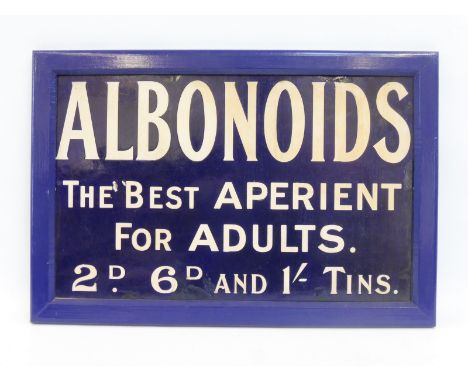 ALBONOIDS
THE BEST APERIENT
FOR ADULTS.
2D. 6D AND 1/- TINS.